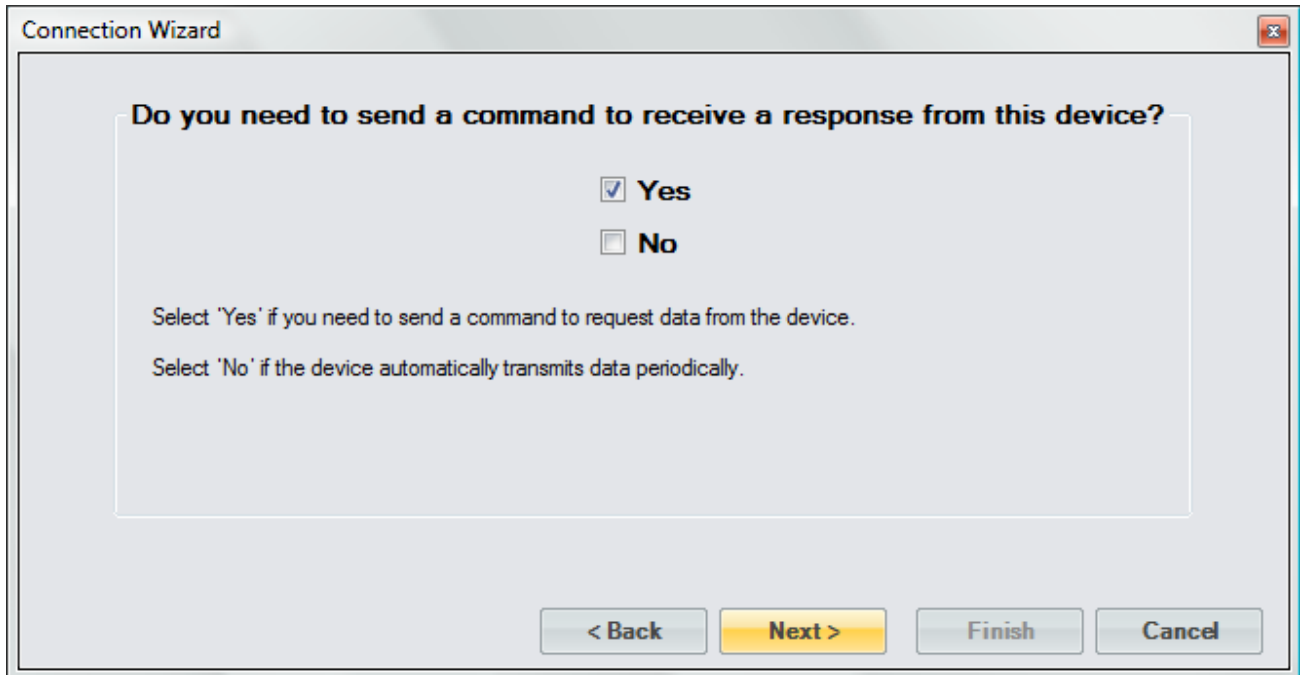 Connection Wizard
Do you need to send a command to receive a response from this device?
Yes
No
Select 'Yes' if you need to send a command to request data from the device.
Select 'No' if the device automatically transmits data periodically.
< Back Next > Finish Cancel